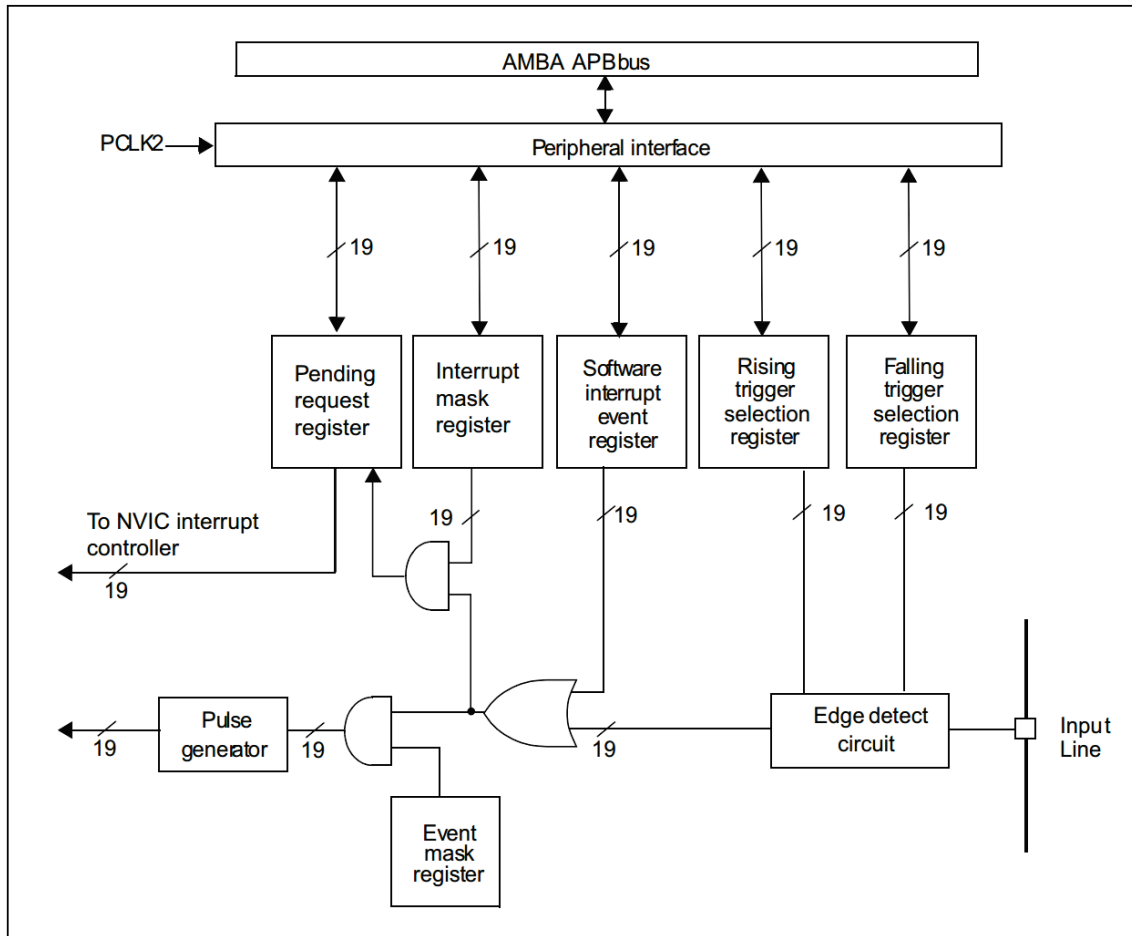 AMBA APB bus
PCLK2
Peripheral interface
19
19
19
19
19
Pending
request
register
Interrupt
mask
register
Software
interrupt
event
register
Rising
trigger
selection
register
Falling
trigger
selection
register
To NVIC interrupt
controller
19
19
19
19
19
Pulse
generator
19
19
19
Edge detect
circuit
Input
Line
Event
mask
register